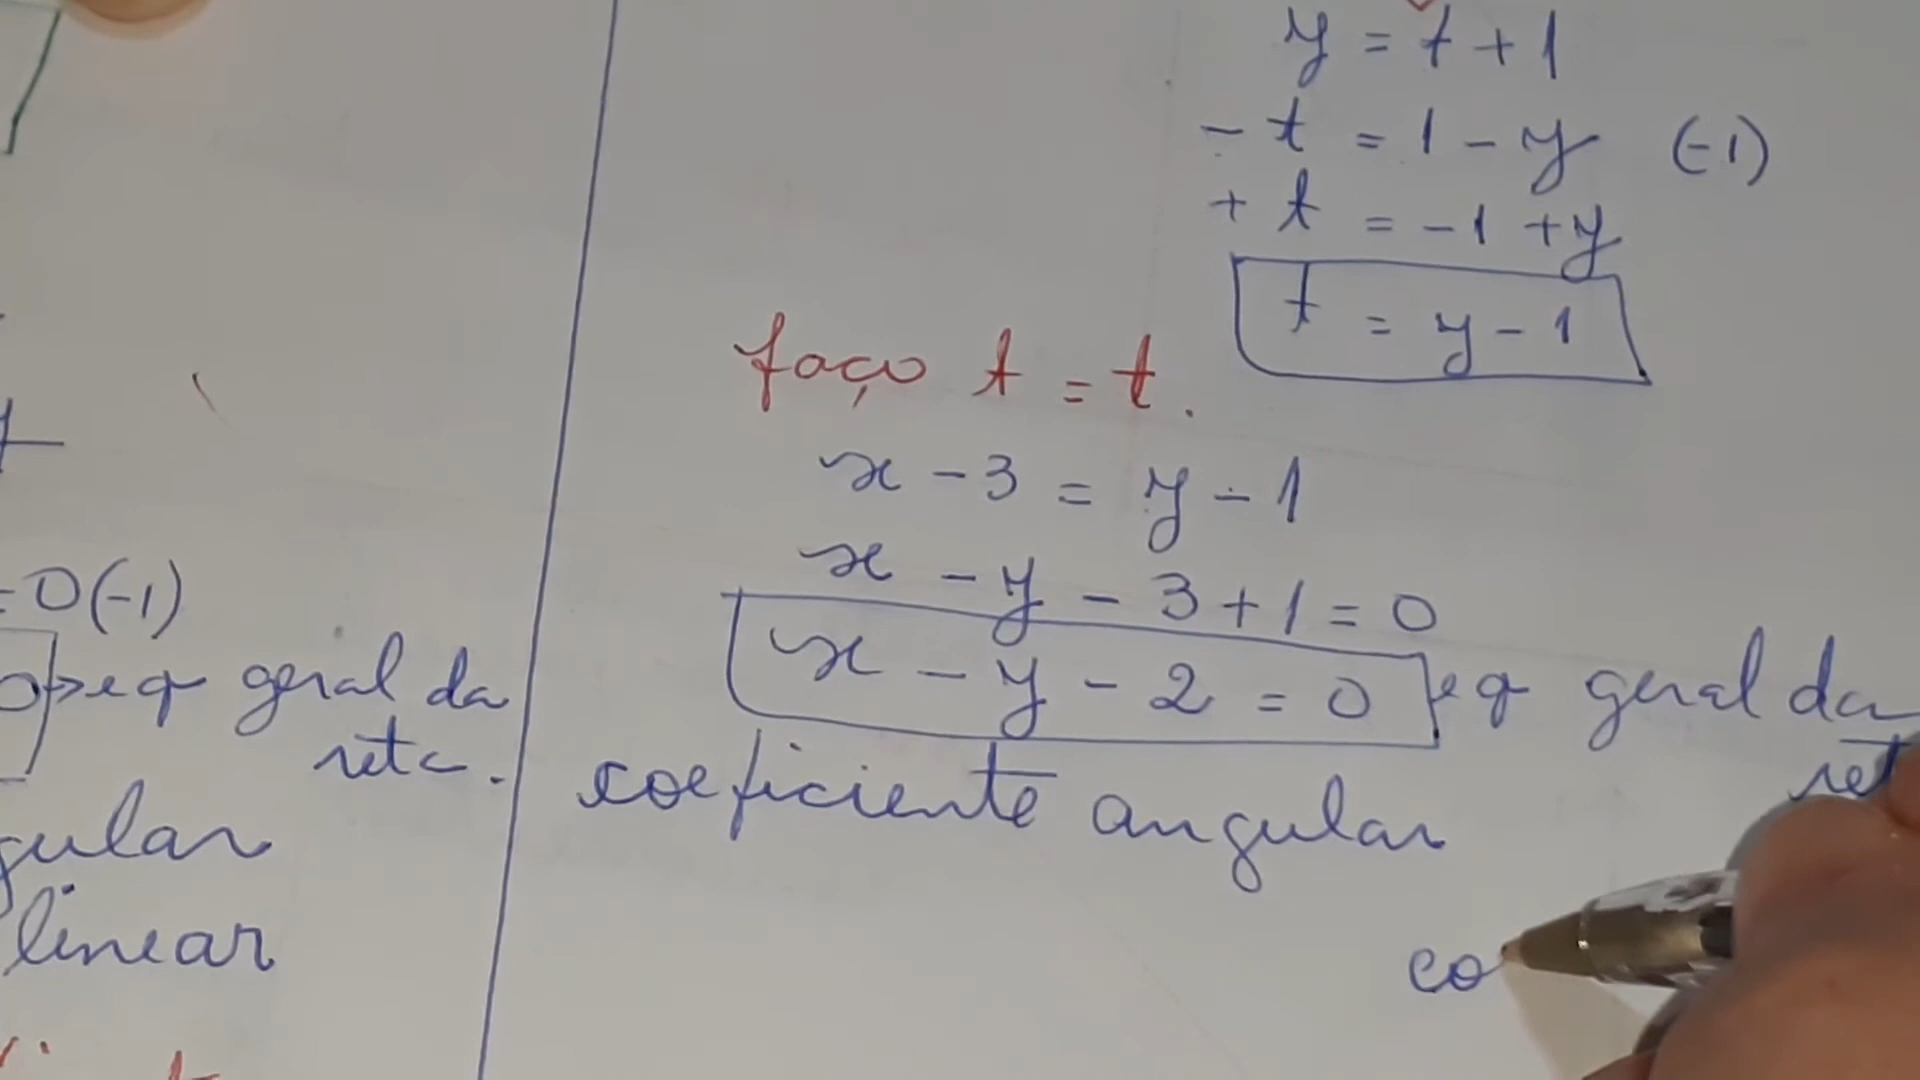 = 0 (-1)
eq geral da
reta.
gular
linear
y = t + 1
- t = 1 - y (-1)
+ t = -1 + y
t = y - 1
faço t = t.
x - 3 = y - 1
x - y - 3 + 1 = 0
x - y - 2 = 0 eq geral da
ret
coeficiente angular
co